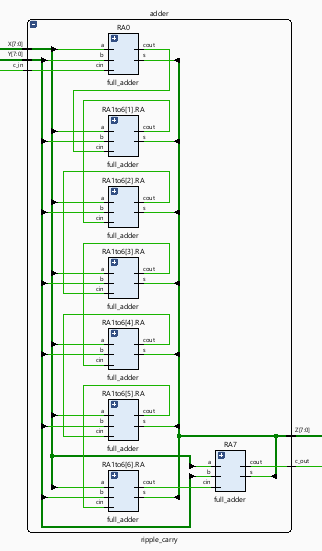 adder
RA0
X[7:0]
Y[7:0]
c_in
a
b
cin
cout
s
full_adder
RA1to6[1].RA
a
b
cin
cout
s
full_adder
RA1to6[2].RA
a
b
cin
cout
s
full_adder
RA1to6[3].RA
a
b
cin
cout
s
full_adder
RA1to6[4].RA
a
b
cin
cout
s
full_adder
RA1to6[5].RA
a
b
cin
cout
s
full_adder
Z[7:0]
RA7
a
b
cin
cout
s
full_adder
c_out
RA1to6[6].RA
a
b
cin
cout
s
full_adder
ripple_carry